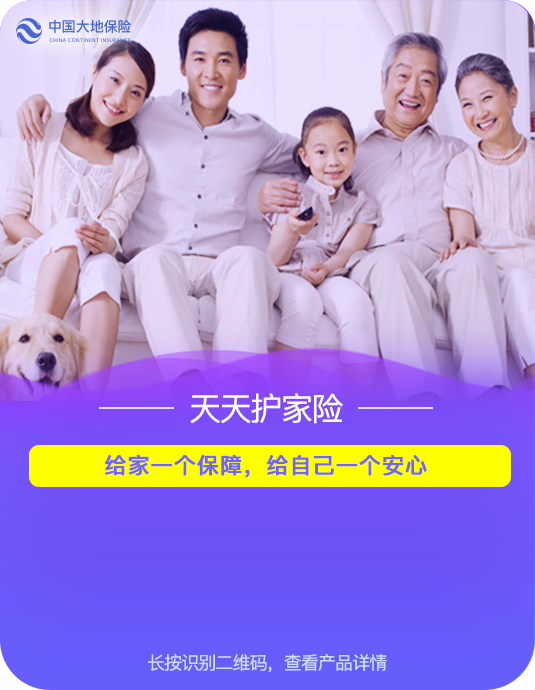 中国大地保险
CHINA CONTINENT INSURANCE
天天护家险
给家一个保障，给自己一个安心
长按识别二维码，查看产品详情